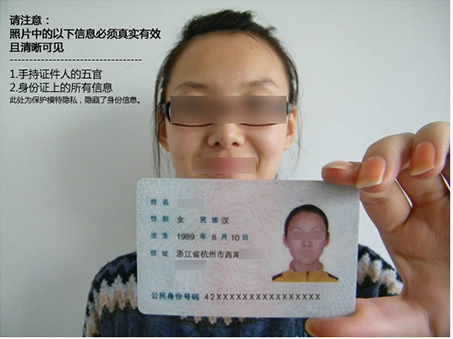 请注意：
照片中的以下信息必须真实有效
且清晰可见
----------------------------------
1.手持证件人的五官
2.身份证上的所有信息
此处为保护模特隐私，隐藏了身份信息。
姓 名
性 别 女 民 族 汉
出 生 1989 年 8 月 10 日
住 址 浙江省杭州市西湖
公民身份号码 42XXXXXXXXXXXXXXXX